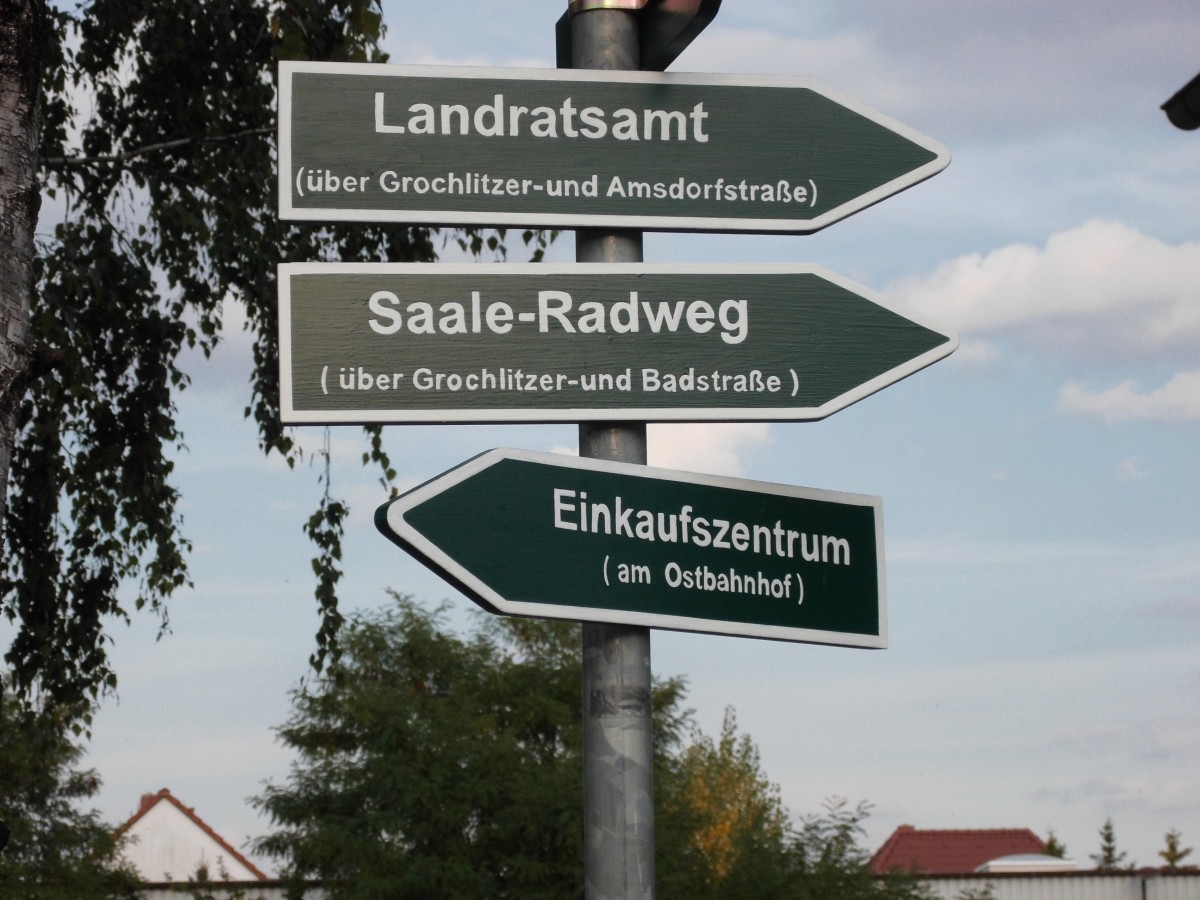 Landratsamt
(über Grochlitzer-und Amsdorfstraße)
Saale-Radweg
( über Grochlitzer-und Badstraße )
Einkaufszentrum
( am Ostbahnhof )